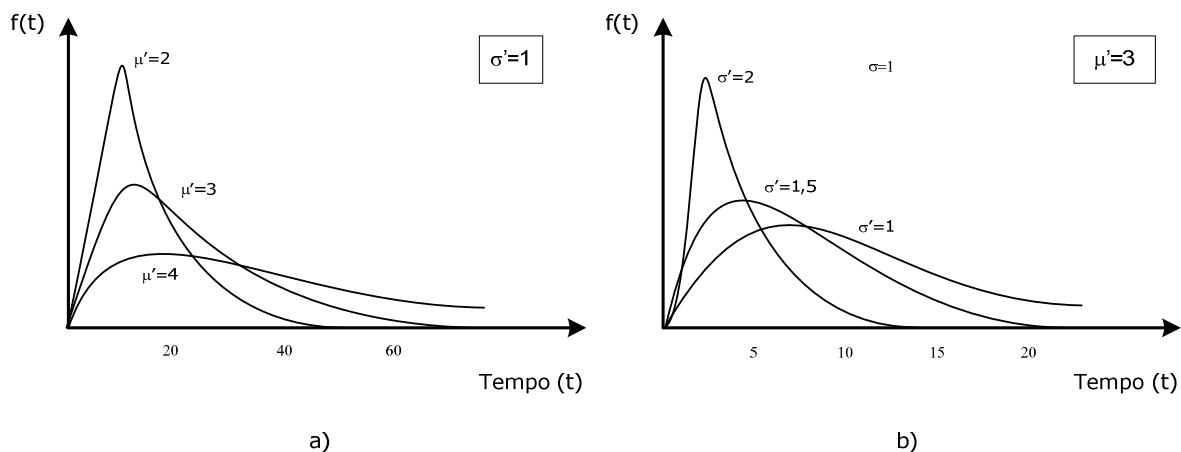 f(t)
σ'=1
μ'=2
μ'=3
μ'=4
20 40 60
Tempo (t)
a)
f(t)
μ'=3
σ=1
σ'=2
σ'=1,5
σ'=1
5 10 15 20
Tempo (t)
b)